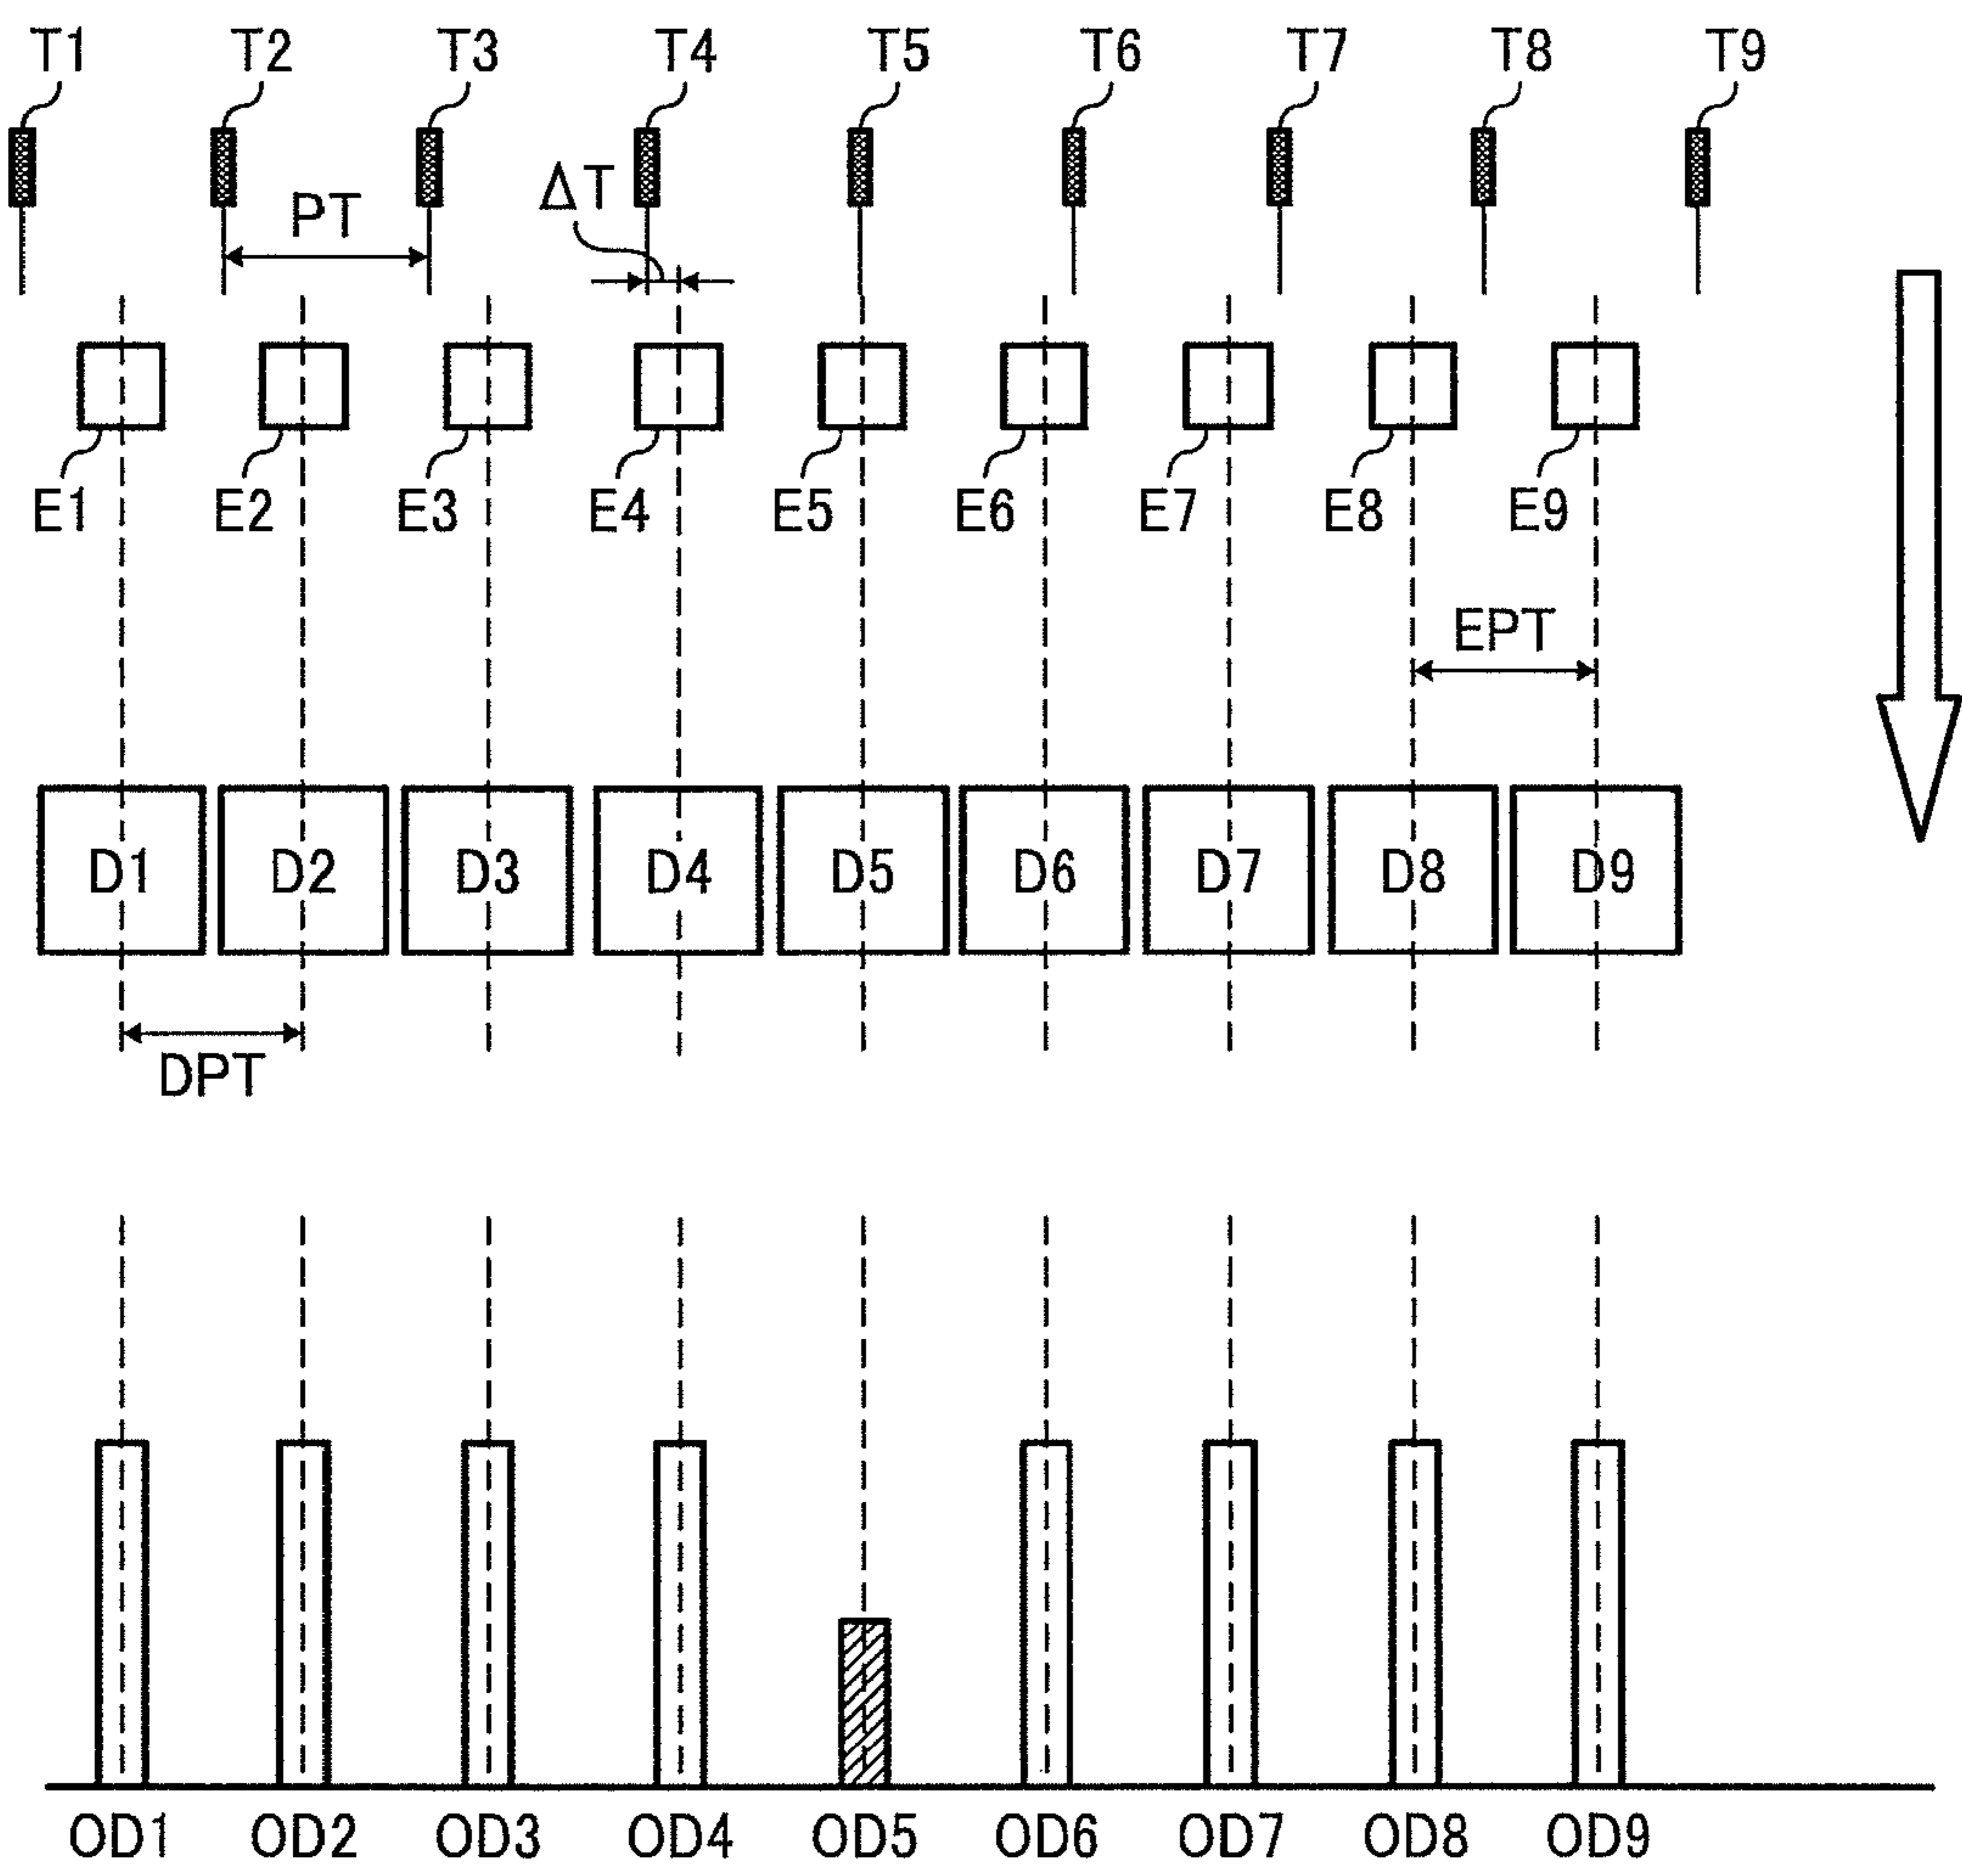 T1 T2 T3 T4 T5 T6 T7 T8 T9
PT ΔT
E1 E2 E3 E4 E5 E6 E7 E8 E9
EPT
D1 D2 D3 D4 D5 D6 D7 D8 D9
DPT
OD1 OD2 OD3 OD4 OD5 OD6 OD7 OD8 OD9